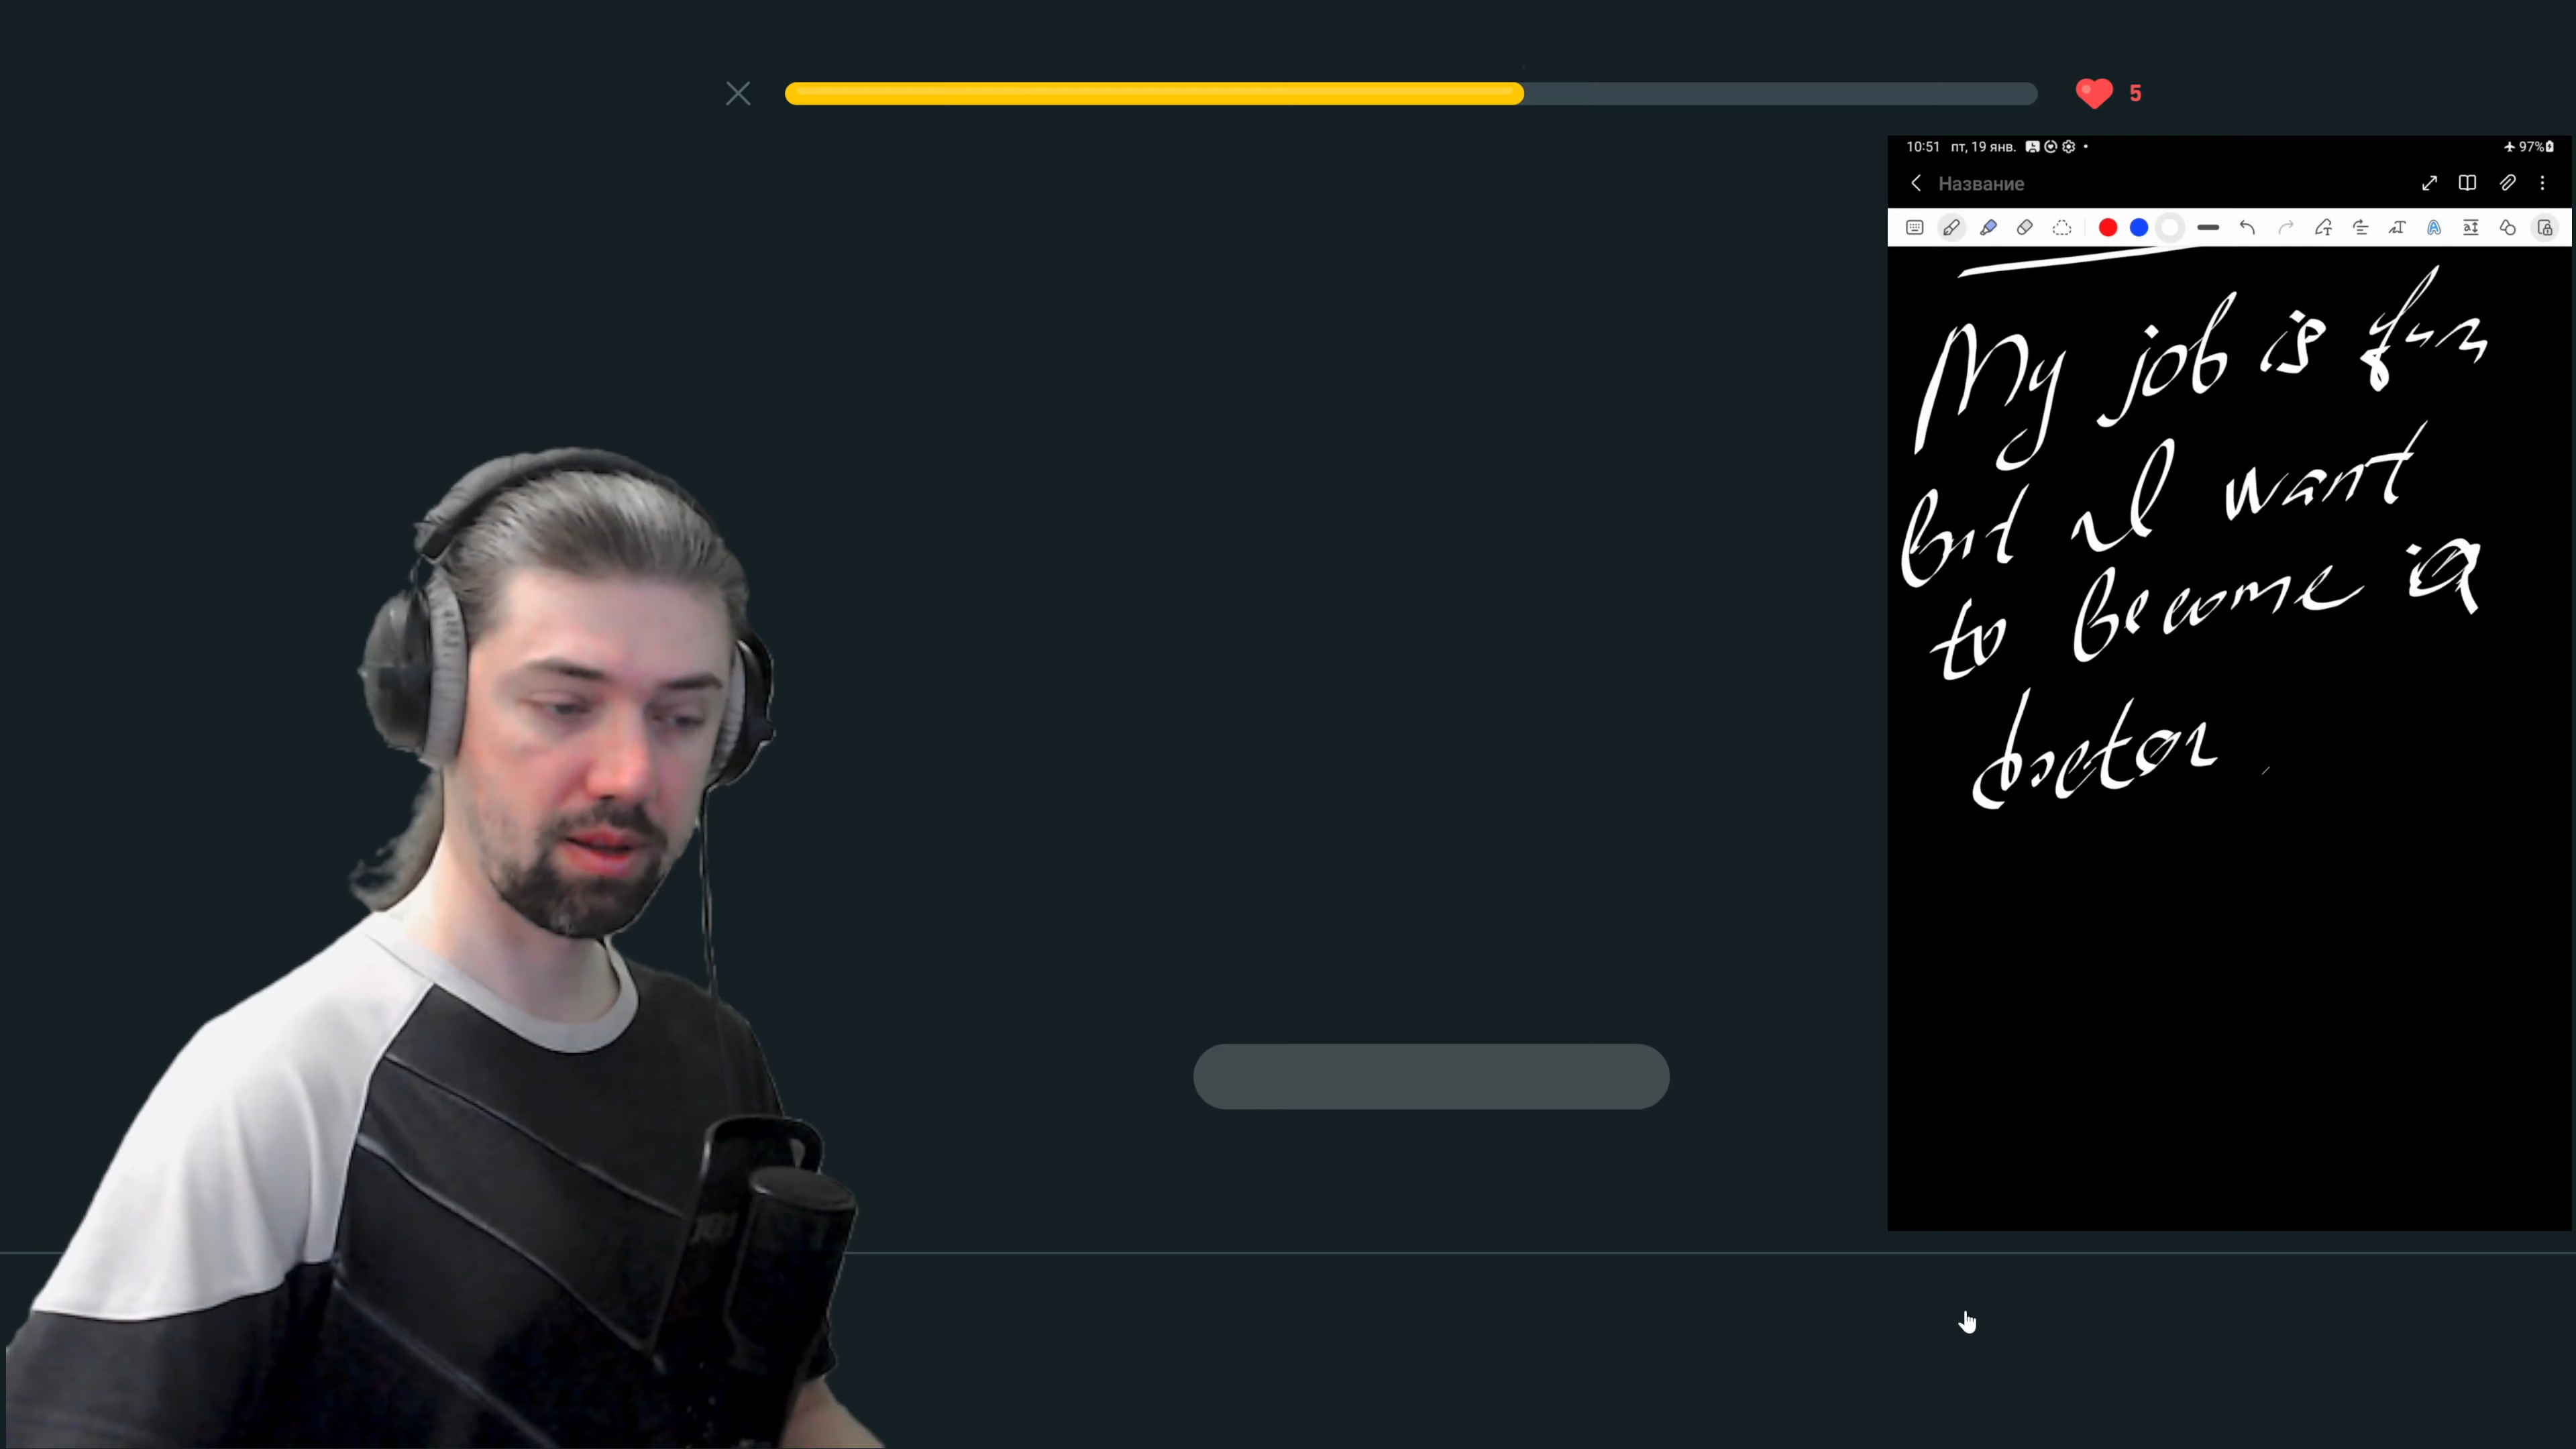 5
10:51 пт, 19 янв. 97%
Название
My job is fun
but I want
to become a
doctor.